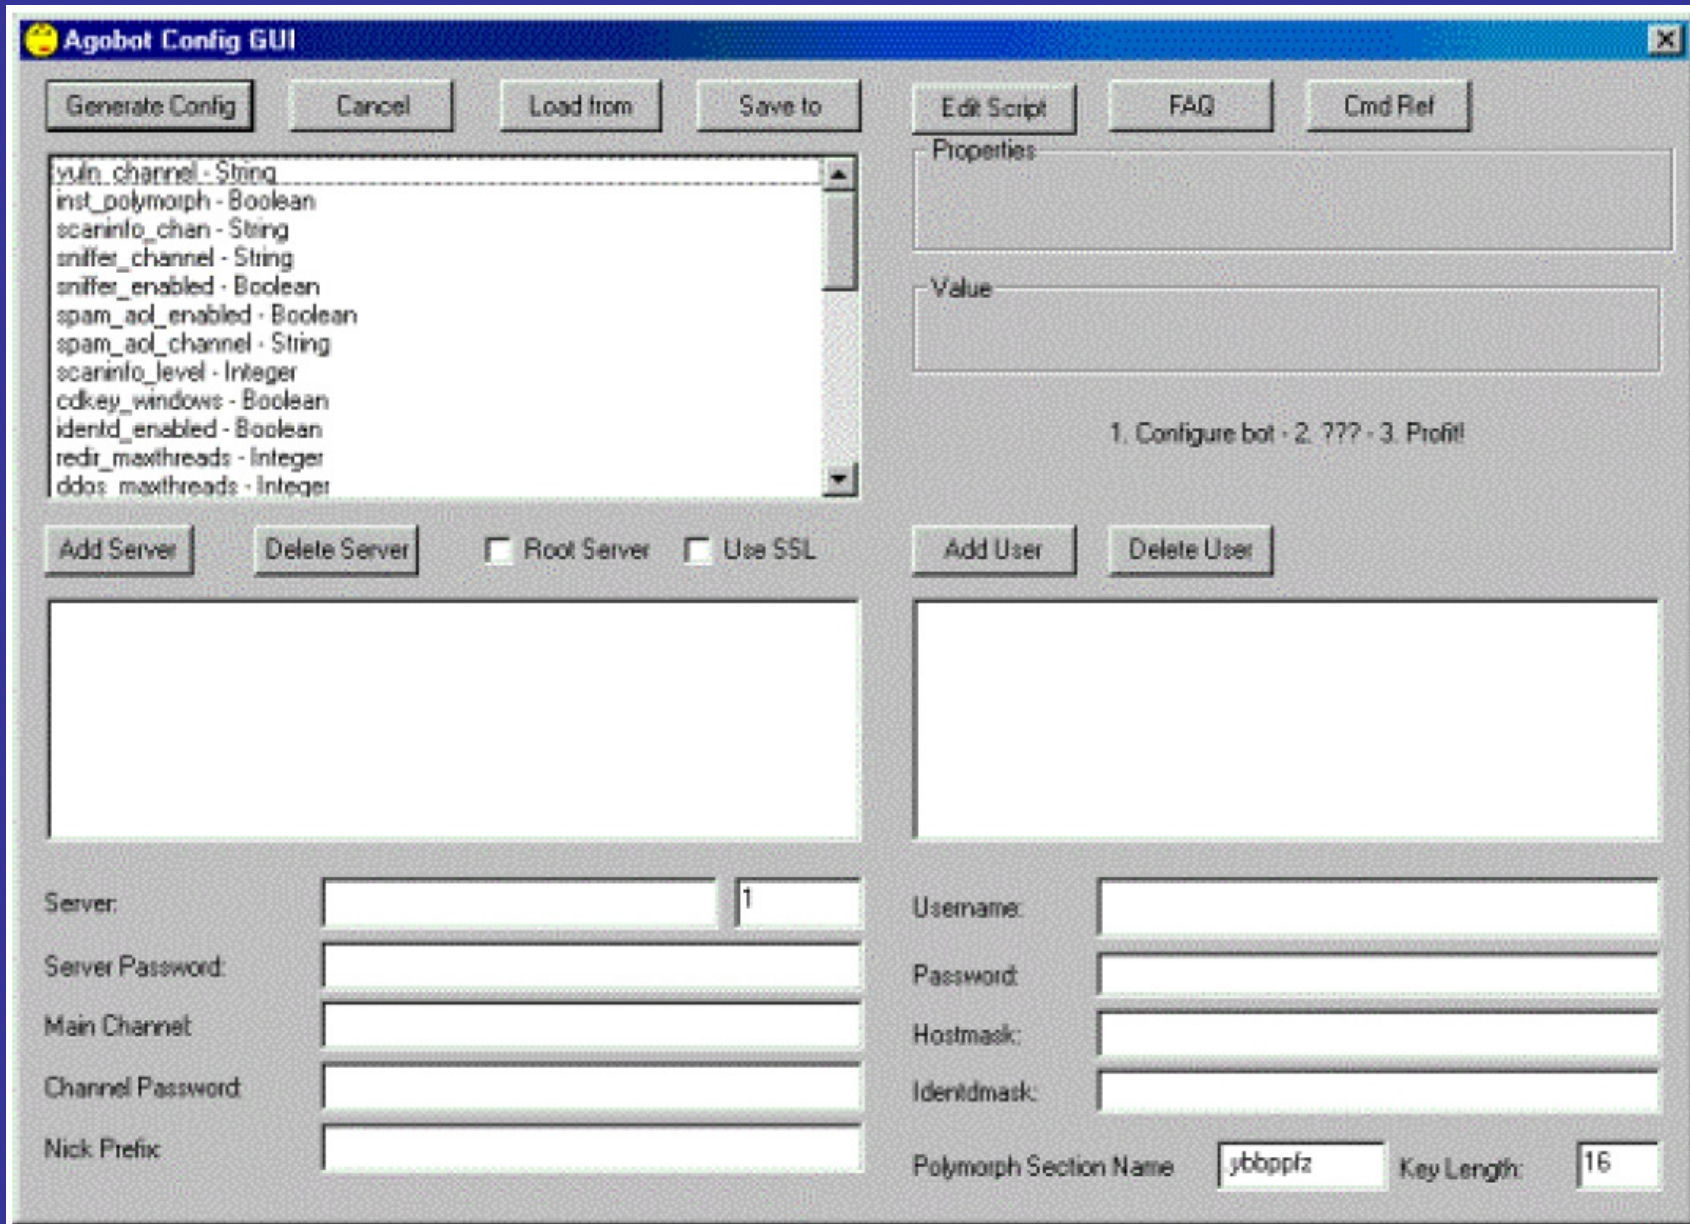 Agobot Config GUI
Generate Config Cancel Load from Save to Edit Script FAQ Cmd Ref
vuln_channel - String
inst_polymorph - Boolean
scaninfo_chan - String
sniffer_channel - String
sniffer_enabled - Boolean
spam_aol_enabled - Boolean
spam_aol_channel - String
scaninfo_level - Integer
cdkey_windows - Boolean
identd_enabled - Boolean
redir_maxthreads - Integer
ddos_maxthreads - Integer
Properties
Value
1. Configure bot - 2. ??? - 3. Profit!
Add Server Delete Server Root Server Use SSL
Add User Delete User
Server: 1
Server Password:
Main Channel:
Channel Password:
Nick Prefix:
Username:
Password:
Hostmask:
Identdmask:
Polymorph Section Name .ybbppfz Key Length: 16